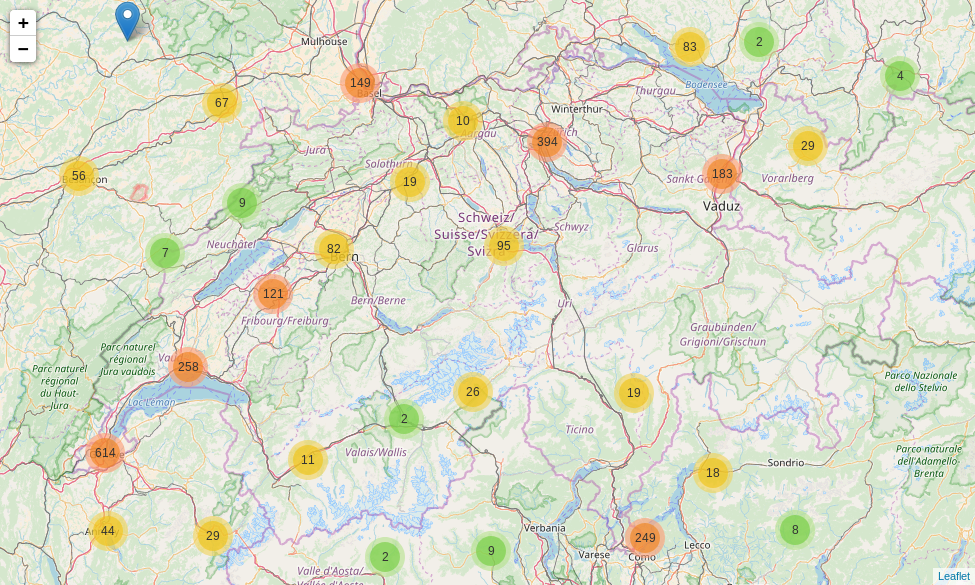 +
−
Mulhouse
83
2
149
Basel
4
67
Bodensee
Thurgau
Winterthur
10
Aargau
394
29
Jura
Solothurn
56
183
Vorarlberg
19
9
Vaduz
Schweiz/
Suisse/Svizzera/
Neuchâtel
Schwyz
7
82
Bern
95
Glarus
121
Bern/Berne
Uri
Fribourg/Freiburg
Graubünden/
Grigioni/Grischun
Parc naturel
régional
Jura vaudois
258
Parc naturel
régional
du Haut-
Jura
Parco Nazionale
dello Stelvio
Lac Léman
26
19
2
Ticino
614
Valais/Wallis
11
Parco naturale
dell'Adamello-
Brenta
Sondrio
18
44
29
Verbania
8
249
Lecco
Varese
Como
2
9
Valle d'Aosta/
Leaflet